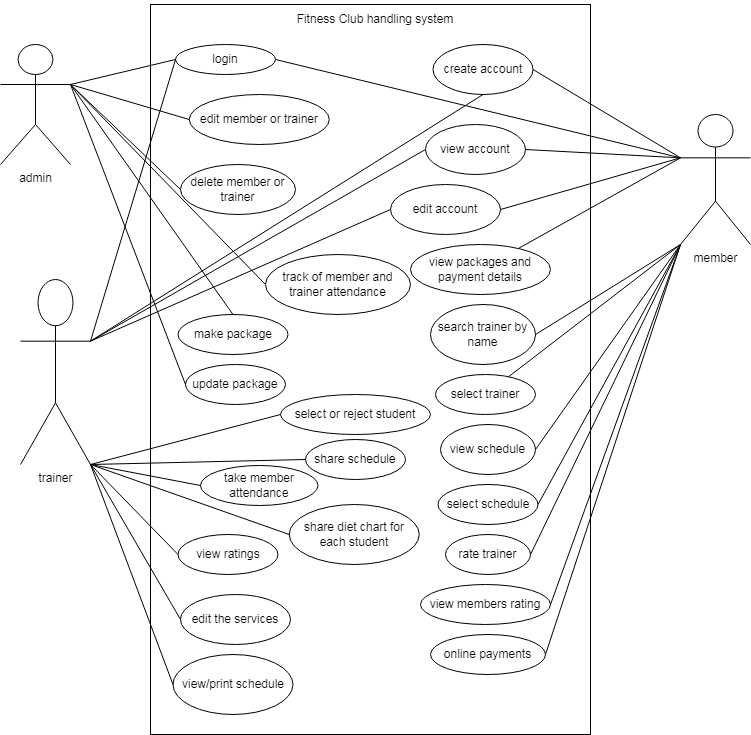 Fitness Club handling system
login
create account
edit member or trainer
view account
admin
delete member or
trainer
edit account
member
view packages and
payment details
track of member and
trainer attendance
make package
search trainer by
name
update package
select trainer
select or reject student
view schedule
share schedule
trainer
take member
attendance
select schedule
share diet chart for
each student
view ratings
rate trainer
view members rating
edit the services
online payments
view/print schedule